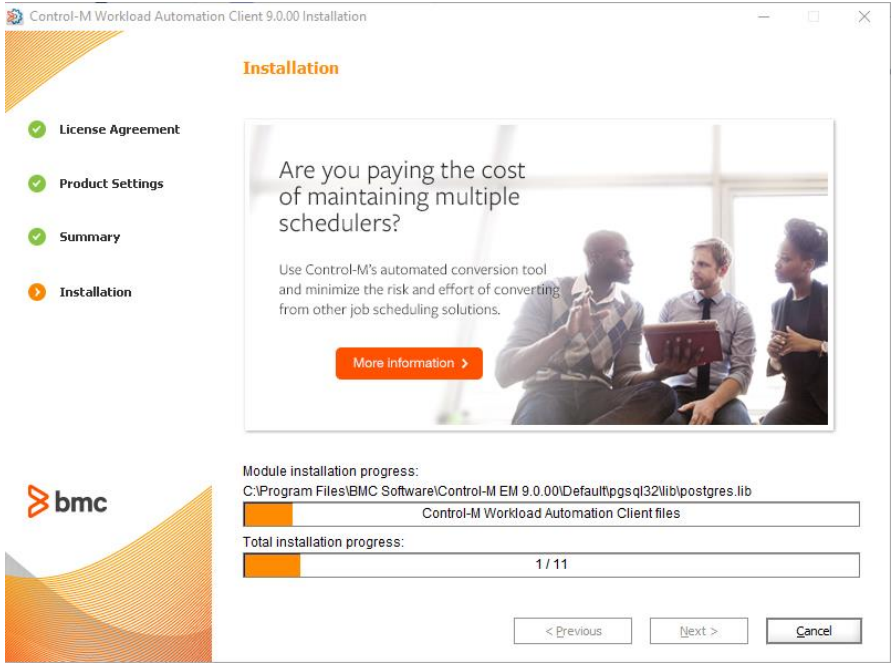 Control-M Workload Automation Client 9.0.00 Installation
Installation
License Agreement
Product Settings
Summary
Installation
Are you paying the cost
of maintaining multiple
schedulers?
Use Control-M's automated conversion tool
and minimize the risk and effort of converting
from other job scheduling solutions.
More information
bmc
Module installation progress:
C:\Program Files\BMC Software\Control-M EM 9.0.00\Default\pgsql32\lib\postgres.lib
Control-M Workload Automation Client files
Total installation progress:
1 / 11
< Previous
Next >
Cancel